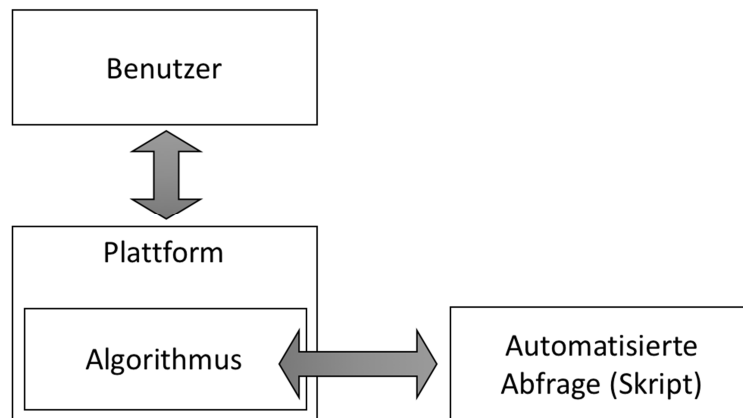 Benutzer
Plattform
Algorithmus
Automatisierte
Abfrage (Skript)